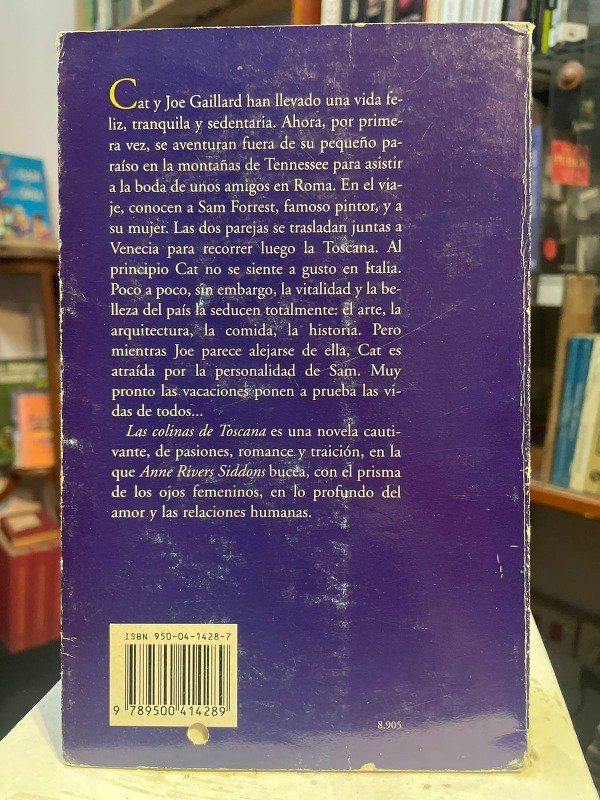 Cat y Joe Gaillard han llevado una vida fe-
liz, tranquila y sedentaria. Ahora, por prime-
ra vez, se aventuran fuera de su pequeño pa-
raíso en la montañas de Tennessee para asistir
a la boda de unos amigos en Roma. En el via-
je, conocen a Sam Forrest, famoso pintor, y a
su mujer. Las dos parejas se trasladan juntas a
Venecia para recorrer luego la Toscana. Al
principio Cat no se siente a gusto en Italia.
Poco a poco, sin embargo, la vitalidad y la be-
lleza del país la seducen totalmente: el arte, la
arquitectura, la comida, la historia. Pero
mientras Joe parece alejarse de ella, Cat es
atraída por la personalidad de Sam. Muy
pronto las vacaciones ponen a prueba las vi-
das de todos...
Las colinas de Toscana es una novela cauti-
vante, de pasiones, romance y traición, en la
que Anne Rivers Siddons bucea, con el prisma
de los ojos femeninos, en lo profundo del
amor y las relaciones humanas.
ISBN 950-04-1428-7
9 789500 414289
8.905